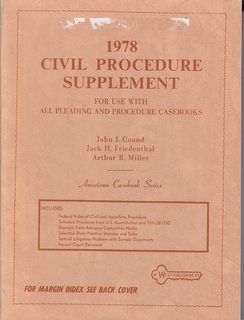 1978
CIVIL PROCEDURE
SUPPLEMENT
FOR USE WITH
ALL PLEADING AND PROCEDURE CASEBOOKS
John J. Cound
Jack H. Friedenthal
Arthur R. Miller
American Casebook Series
INCLUDES:
Federal Rules of Civil and Appellate Procedure
Selected Provisions from U.S. Constitution and Title 28 USC
Excerpts from Advisory Committee Notes
Selected State Practice Statutes and Rules
Special Litigation Problem with Sample Documents
Recent Court Decisions
WEST PUBLISHING CO.
FOR MARGIN INDEX SEE BACK COVER